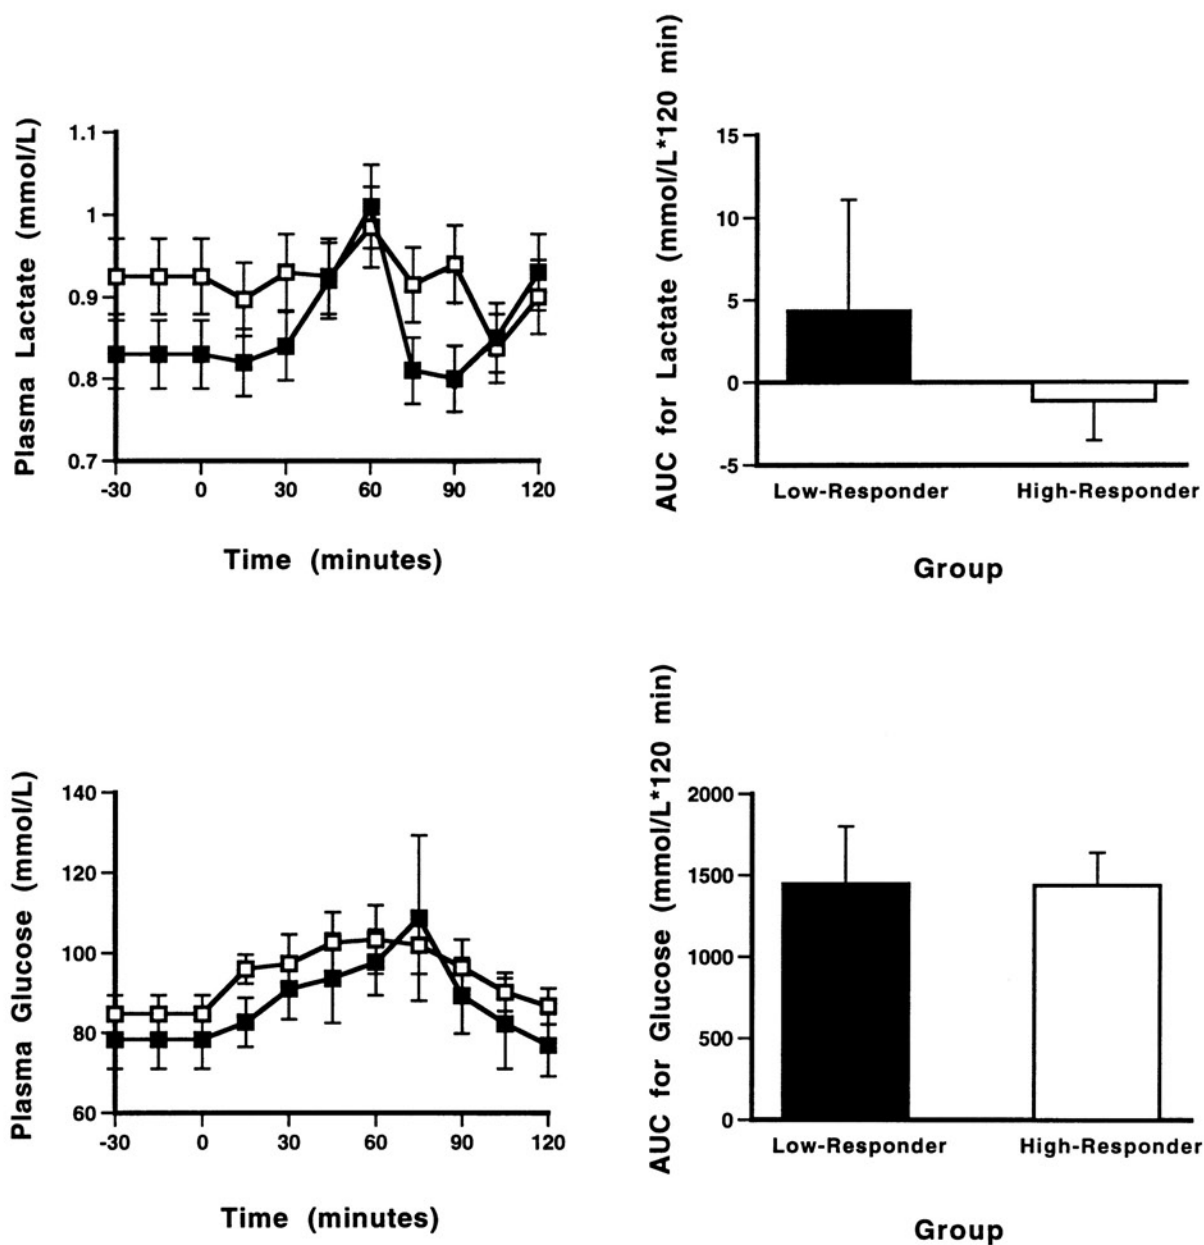 Plasma Lactate (mmol/L)
1.1
1
0.9
0.8
0.7
-30 0 30 60 90 120
Time (minutes)
AUC for Lactate (mmol/L*120 min)
15
10
5
0
-5
Low-Responder High-Responder
Group
Plasma Glucose (mmol/L)
140
120
100
80
60
-30 0 30 60 90 120
Time (minutes)
AUC for Glucose (mmol/L*120 min)
2000
1500
1000
500
0
Low-Responder High-Responder
Group